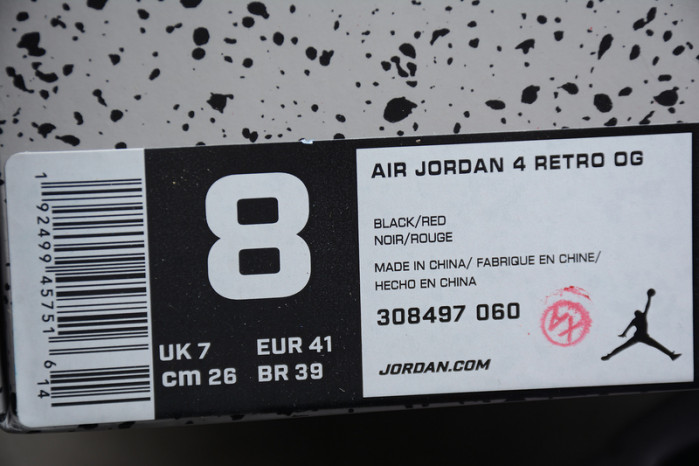 1 92499 45751 6 14
8
UK 7 EUR 41
cm 26 BR 39
AIR JORDAN 4 RETRO OG
BLACK/RED
NOIR/ROUGE
MADE IN CHINA/ FABRIQUE EN CHINE/
HECHO EN CHINA
308497 060
JORDAN.COM